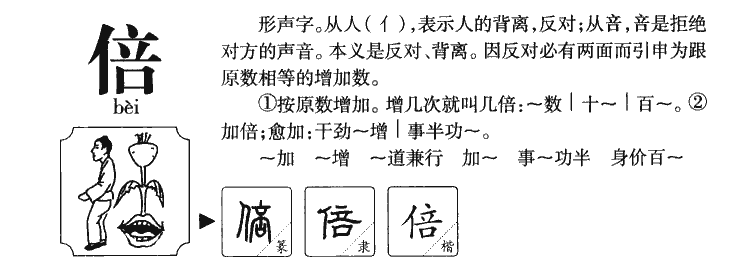 倍
bèi
形声字。从人(亻),表示人的背离,反对;从咅,咅是拒绝
对方的声音。本义是反对、背离。因反对必有两面而引申为跟
原数相等的增加数。
①按原数增加。增几次就叫几倍:～数│十～│百～。②
加倍;愈加:干劲～增│事半功～。
～加 ～增 ～道兼行 加～ 事～功半 身价百～
倍 篆
倍 隶
倍 楷